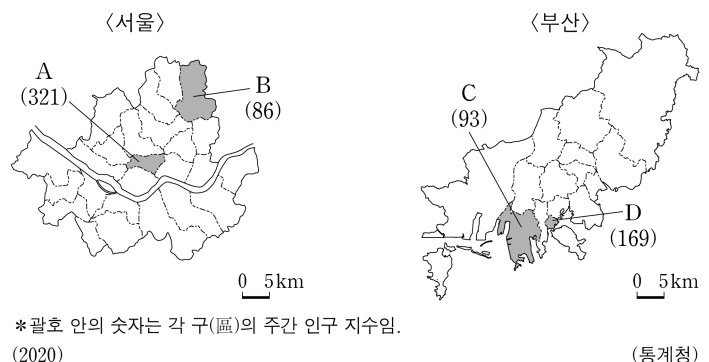 〈서울〉
〈부산〉
A
(321)
B
(86)
C
(93)
D
(169)
0 5km
0 5km
*괄호 안의 숫자는 각 구(區)의 주간 인구 지수임.
(2020)
(통계청)